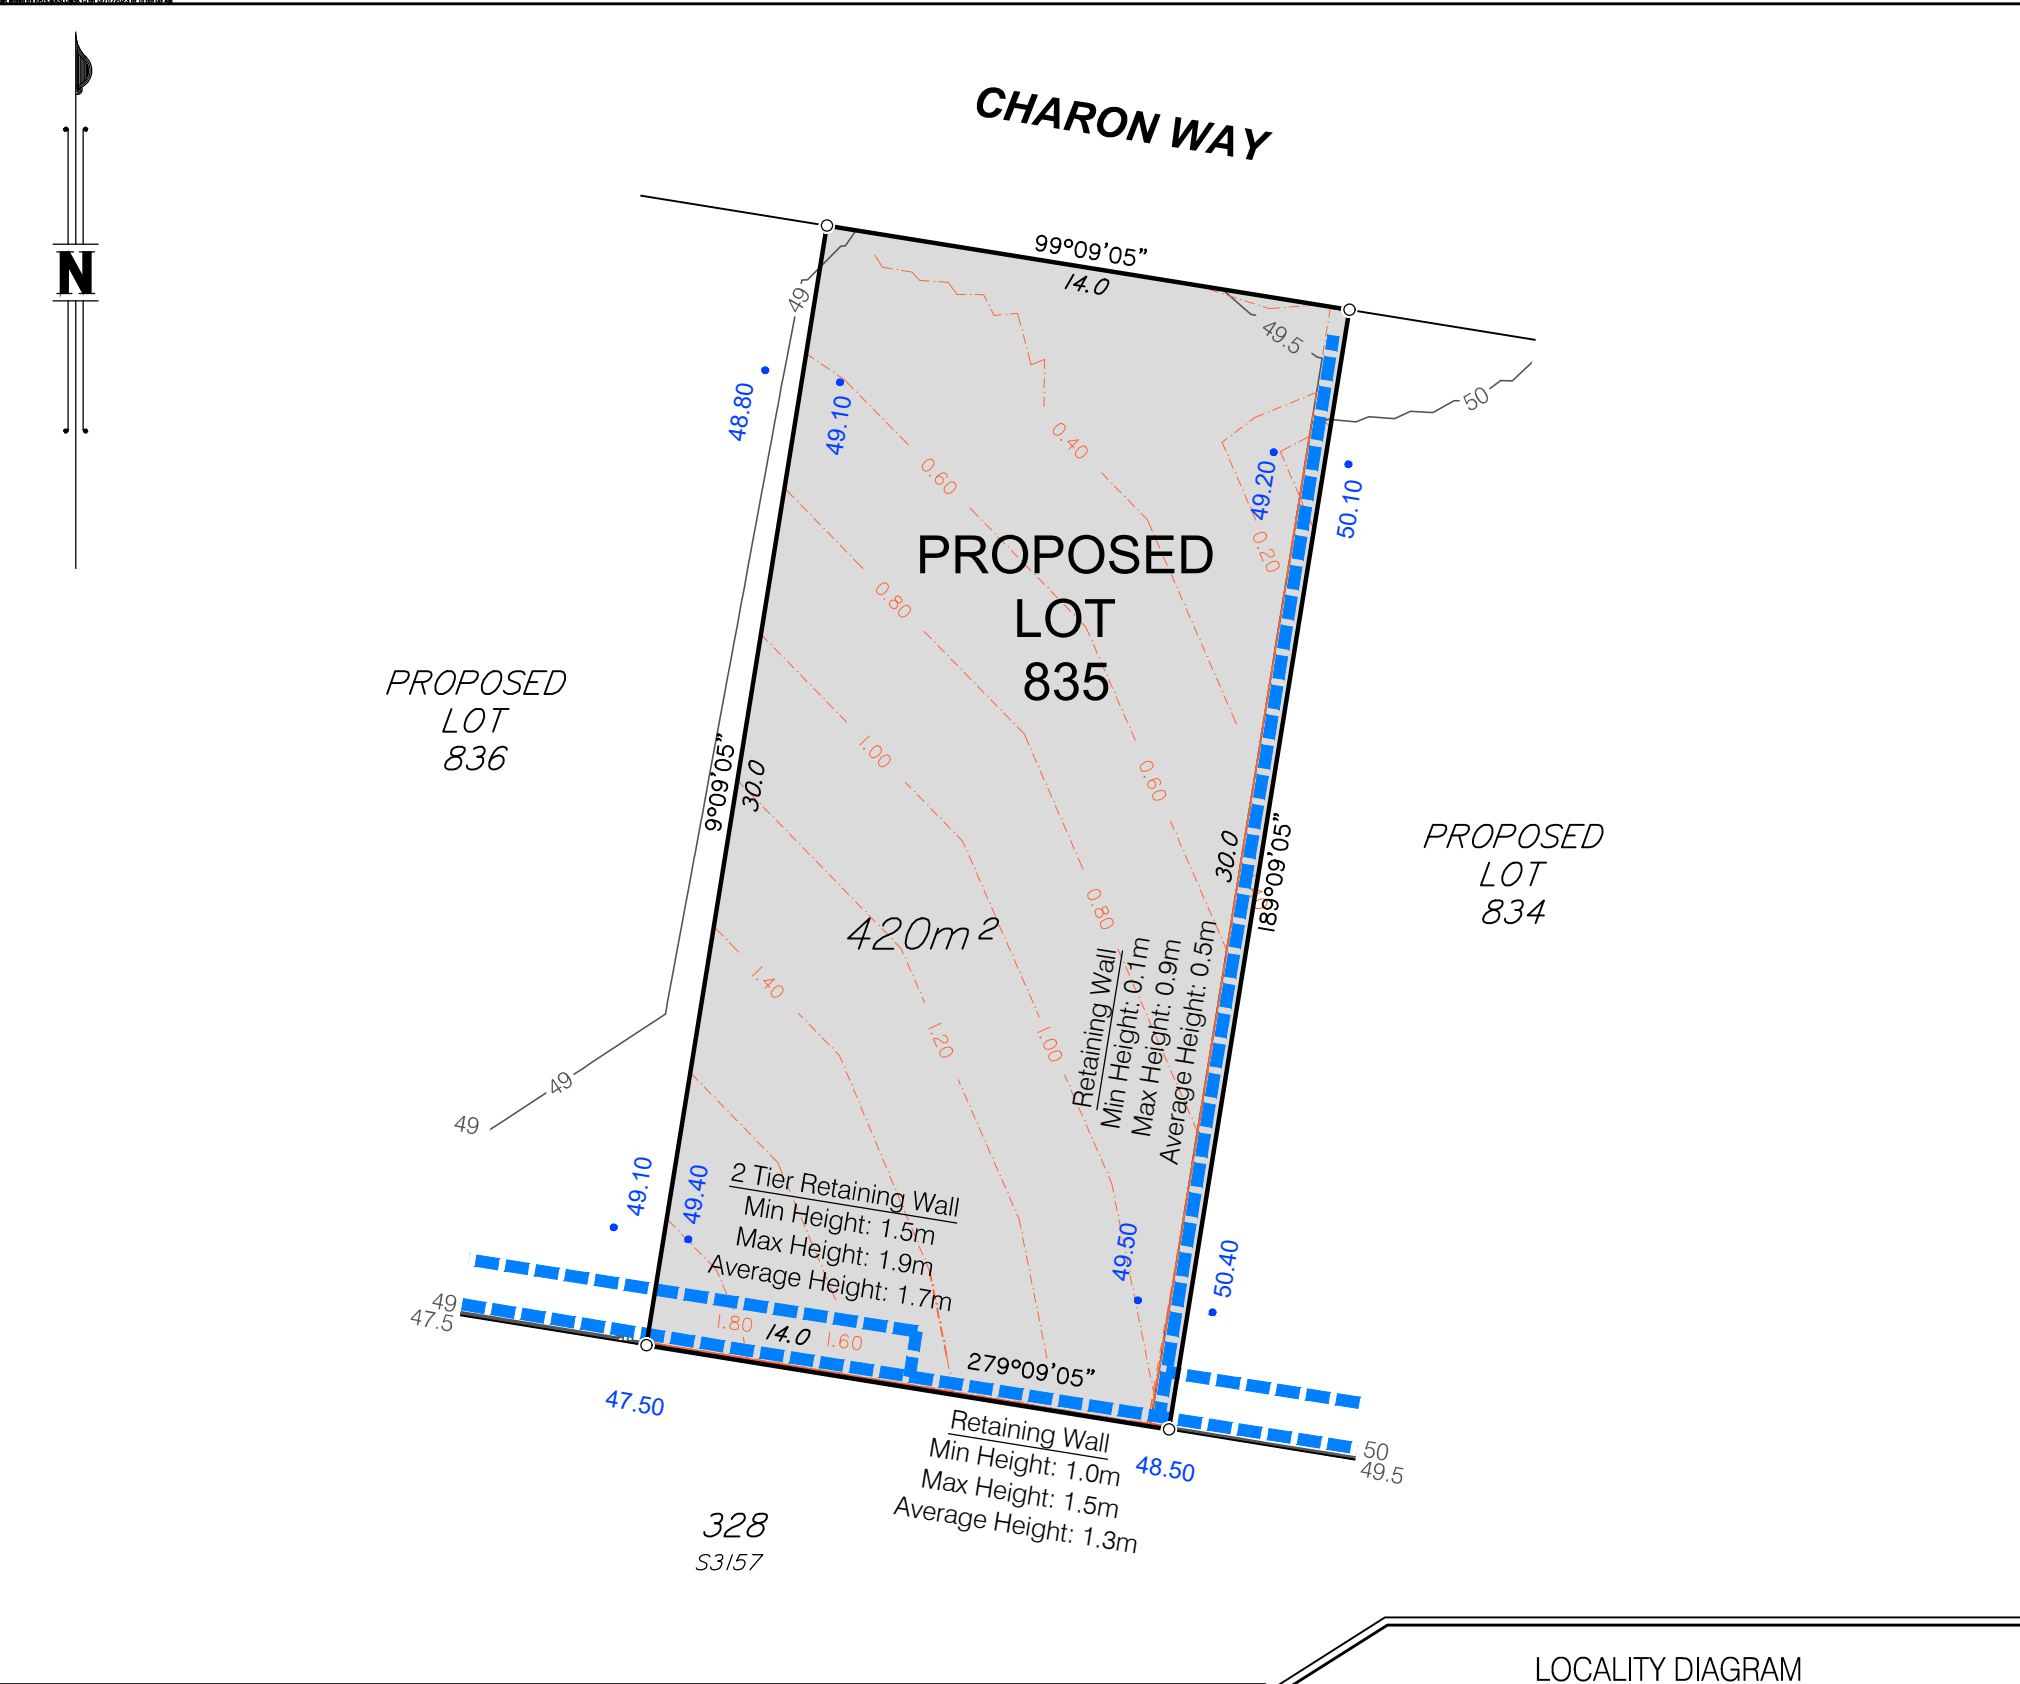 CHARON WAY
N
99°09'05"
14.0
49
49.5
50
48.80
49.10
49.20
50.10
0.40
0.60
0.20
PROPOSED
LOT
835
0.80
PROPOSED
LOT
836
1.00
9°09'05"
30.0
0.60
30.0
189°09'05"
PROPOSED
LOT
834
0.80
420m²
1.40
1.20
1.00
Retaining Wall
Min Height: 0.1m
Max Height: 0.9m
Average Height: 0.5m
49
49
49.10
49.40
2 Tier Retaining Wall
Min Height: 1.5m
Max Height: 1.9m
Average Height: 1.7m
49.50
50.40
49
47.5
1.80
14.0
1.60
279°09'05"
47.50
Retaining Wall
Min Height: 1.0m
Max Height: 1.5m
Average Height: 1.3m
48.50
50
49.5
328
S3157
LOCALITY DIAGRAM